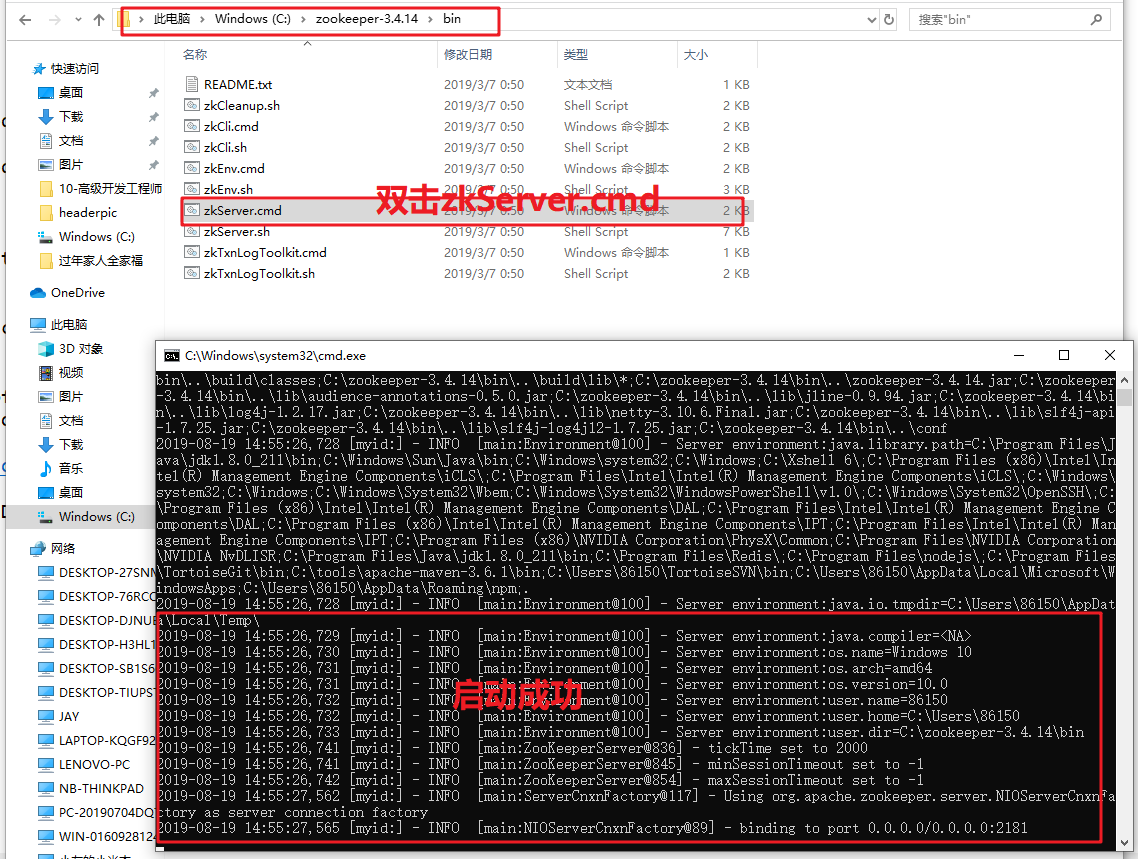 此电脑 › Windows (C:) › zookeeper-3.4.14 › bin
搜索"bin"
名称 修改日期 类型 大小
README.txt 2019/3/7 0:50 文本文档 1 KB
zkCleanup.sh 2019/3/7 0:50 Shell Script 2 KB
zkCli.cmd 2019/3/7 0:50 Windows 命令脚本 2 KB
zkCli.sh 2019/3/7 0:50 Shell Script 2 KB
zkEnv.cmd 2019/3/7 0:50 Windows 命令脚本 2 KB
zkEnv.sh 2019/3/7 0:50 Shell Script 3 KB
双击zkServer.cmd
zkServer.cmd 2019/3/7 0:50 Windows 命令脚本 2 KB
zkServer.sh 2019/3/7 0:50 Shell Script 7 KB
zkTxnLogToolkit.cmd 2019/3/7 0:50 Windows 命令脚本 1 KB
zkTxnLogToolkit.sh 2019/3/7 0:50 Shell Script 2 KB
快速访问
桌面
下载
文档
图片
10-高级开发工程师
headerpic
Windows (C:)
过年家人全家福
OneDrive
此电脑
3D 对象
视频
图片
文档
下载
音乐
桌面
Windows (C:)
网络
DESKTOP-27SNM
DESKTOP-76RCC
DESKTOP-DJNUI
DESKTOP-H3HL1
DESKTOP-SB1S6
DESKTOP-TIUPST
JAY
LAPTOP-KQGF92
LENOVO-PC
NB-THINKPAD
PC-20190704DQ
WIN-016092812
C:\Windows\system32\cmd.exe
bin\..\build\classes;C:\zookeeper-3.4.14\bin\..\build\lib\*;C:\zookeeper-3.4.14\bin\..\zookeeper-3.4.14.jar;C:\zookeeper
-3.4.14\bin\..\lib\audience-annotations-0.5.0.jar;C:\zookeeper-3.4.14\bin\..\lib\jline-0.9.94.jar;C:\zookeeper-3.4.14\bi
n\..\lib\log4j-1.2.17.jar;C:\zookeeper-3.4.14\bin\..\lib\netty-3.10.6.Final.jar;C:\zookeeper-3.4.14\bin\..\lib\slf4j-api
-1.7.25.jar;C:\zookeeper-3.4.14\bin\..\lib\slf4j-log4j12-1.7.25.jar;C:\zookeeper-3.4.14\bin\..\conf
2019-08-19 14:55:26,728 [myid:] - INFO [main:Environment@100] - Server environment:java.library.path=C:\Program Files\J
ava\jdk1.8.0_211\bin;C:\Windows\Sun\Java\bin;C:\Windows\system32;C:\Windows;C:\Xshell 6\;C:\Program Files (x86)\Intel\In
tel(R) Management Engine Components\iCLS\;C:\Program Files\Intel\Intel(R) Management Engine Components\iCLS\;C:\Windows\
system32;C:\Windows;C:\Windows\System32\Wbem;C:\Windows\System32\WindowsPowerShell\v1.0\;C:\Windows\System32\OpenSSH\;C:
\Program Files (x86)\Intel\Intel(R) Management Engine Components\DAL;C:\Program Files\Intel\Intel(R) Management Engine C
omponents\DAL;C:\Program Files (x86)\Intel\Intel(R) Management Engine Components\IPT;C:\Program Files\Intel\Intel(R) Man
agement Engine Components\IPT;C:\Program Files (x86)\NVIDIA Corporation\PhysX\Common;C:\Program Files\NVIDIA Corporation
\NVIDIA NvDLISR;C:\Program Files\Java\jdk1.8.0_211\bin;C:\Program Files\Redis\;C:\Program Files\nodejs\;C:\Program Files
\TortoiseGit\bin;C:\tools\apache-maven-3.6.1\bin;C:\Users\86150\TortoiseSVN\bin;C:\Users\86150\AppData\Local\Microsoft\W
indowsApps;C:\Users\86150\AppData\Roaming\npm;.
2019-08-19 14:55:26,728 [myid:] - INFO [main:Environment@100] - Server environment:java.io.tmpdir=C:\Users\86150\AppDat
a\Local\Temp\
2019-08-19 14:55:26,729 [myid:] - INFO [main:Environment@100] - Server environment:java.compiler=<NA>
2019-08-19 14:55:26,730 [myid:] - INFO [main:Environment@100] - Server environment:os.name=Windows 10
2019-08-19 14:55:26,731 [myid:] - INFO [main:Environment@100] - Server environment:os.arch=amd64
2019-08-19 14:55:26,731 [myid:] - INFO [main:Environment@100] - Server environment:os.version=10.0
启动成功
2019-08-19 14:55:26,732 [myid:] - INFO [main:Environment@100] - Server environment:user.name=86150
2019-08-19 14:55:26,732 [myid:] - INFO [main:Environment@100] - Server environment:user.home=C:\Users\86150
2019-08-19 14:55:26,733 [myid:] - INFO [main:Environment@100] - Server environment:user.dir=C:\zookeeper-3.4.14\bin
2019-08-19 14:55:26,741 [myid:] - INFO [main:ZooKeeperServer@836] - tickTime set to 2000
2019-08-19 14:55:26,741 [myid:] - INFO [main:ZooKeeperServer@845] - minSessionTimeout set to -1
2019-08-19 14:55:26,742 [myid:] - INFO [main:ZooKeeperServer@854] - maxSessionTimeout set to -1
2019-08-19 14:55:27,562 [myid:] - INFO [main:ServerCnxnFactory@117] - Using org.apache.zookeeper.server.NIOServerCnxnFa
ctory as server connection factory
2019-08-19 14:55:27,565 [myid:] - INFO [main:NIOServerCnxnFactory@89] - binding to port 0.0.0.0/0.0.0.0:2181